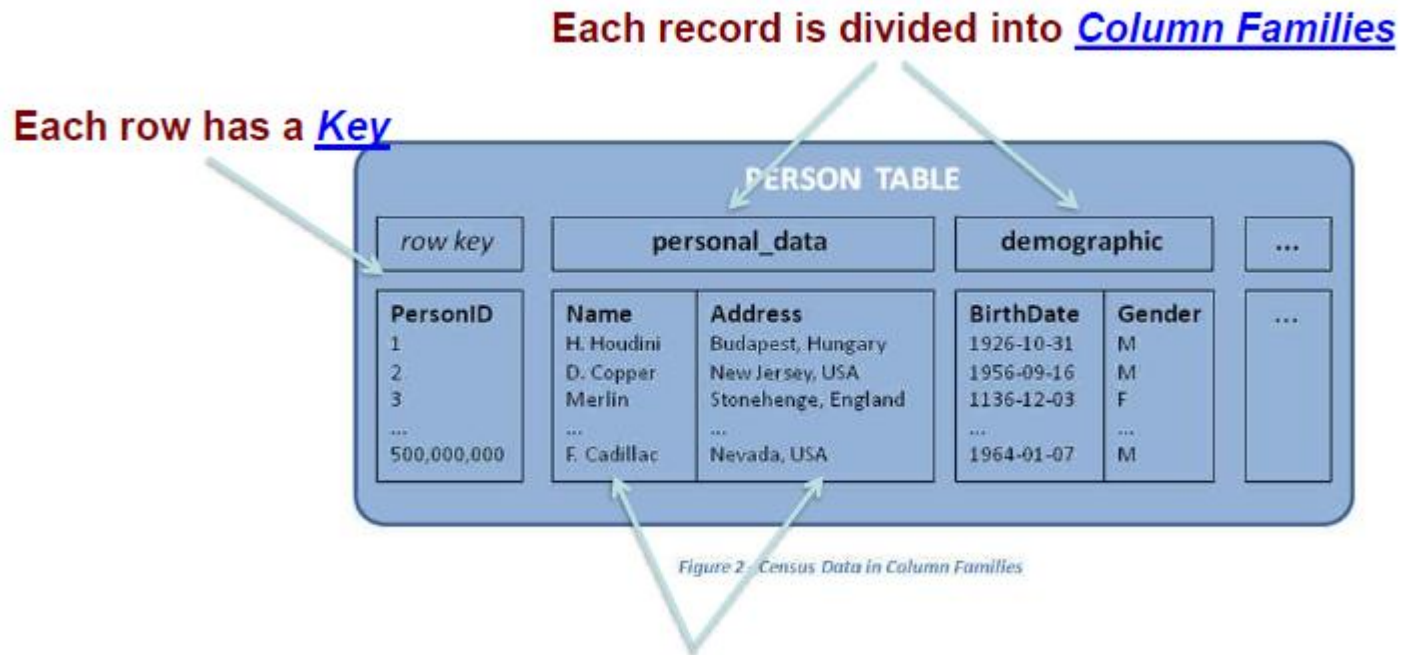 Each record is divided into Column Families
Each row has a Key
PERSON TABLE
row key personal_data demographic ...
PersonID Name Address BirthDate Gender ...
1 H. Houdini Budapest, Hungary 1926-10-31 M
2 D. Copper New Jersey, USA 1956-09-16 M
3 Merlin Stonehenge, England 1136-12-03 F
... ... ... ... ...
500,000,000 F. Cadillac Nevada, USA 1964-01-07 M
Figure 2 - Census Data in Column Families